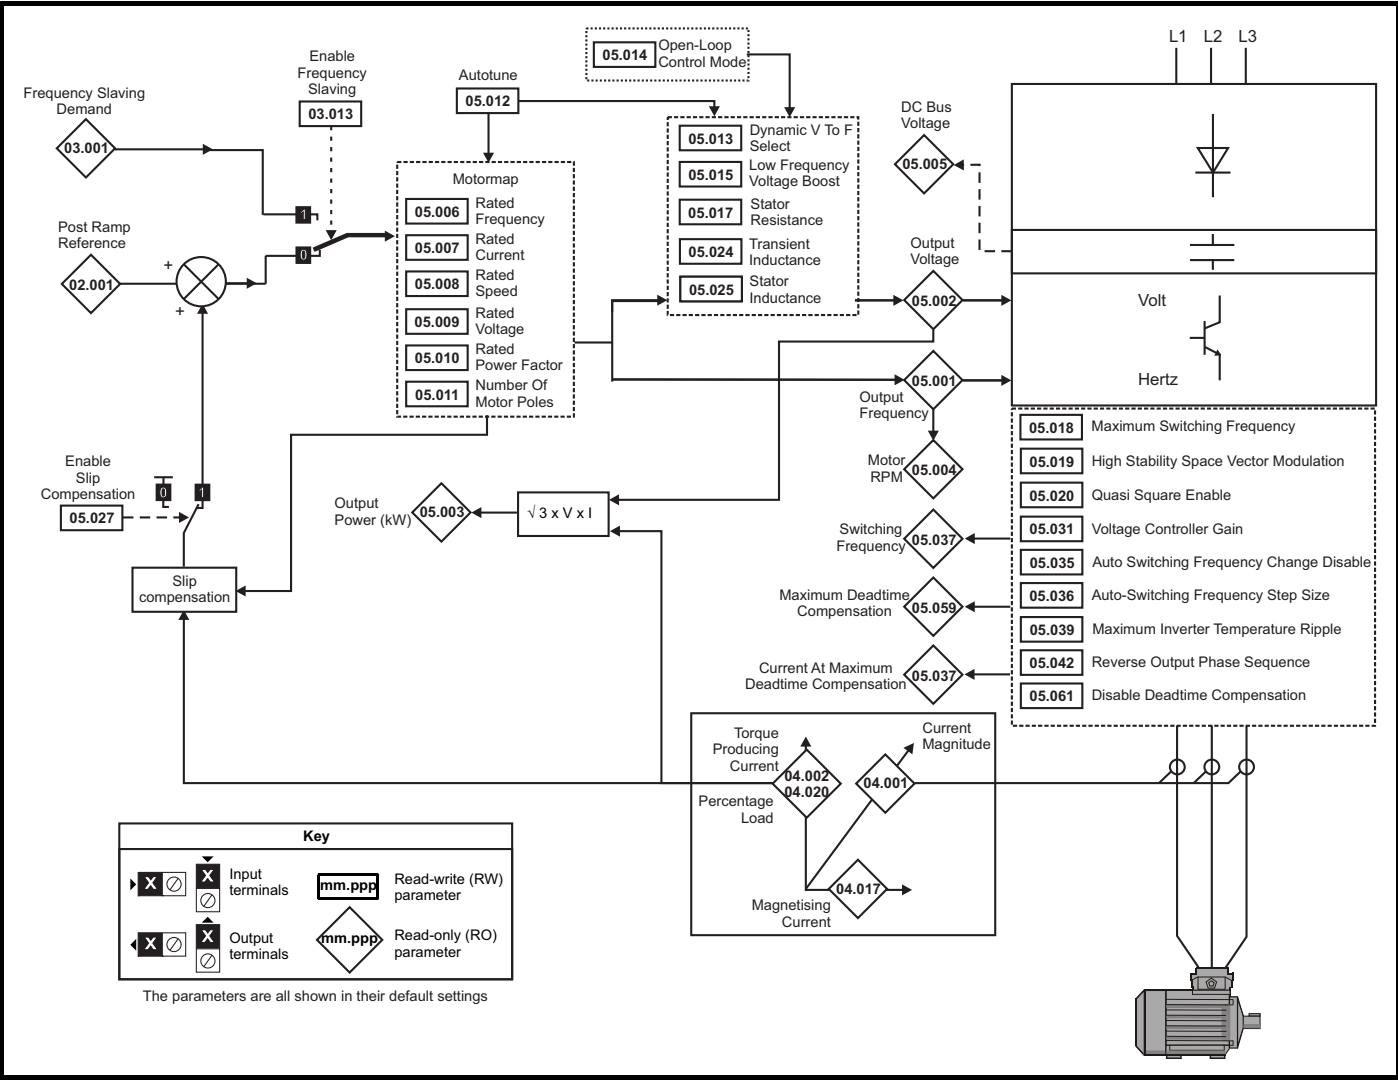 Frequency Slaving
Demand
03.001
Enable
Frequency
Slaving
03.013
Autotune
05.012
05.014
Open-Loop
Control Mode
L1 L2 L3
Post Ramp
Reference
02.001
+
+
1
0
Motormap
05.006
Rated
Frequency
05.007
Rated
Current
05.008
Rated
Speed
05.009
Rated
Voltage
05.010
Rated
Power Factor
05.011
Number Of
Motor Poles
05.013
Dynamic V To F
Select
05.015
Low Frequency
Voltage Boost
05.017
Stator
Resistance
05.024
Transient
Inductance
05.025
Stator
Inductance
DC Bus
Voltage
05.005
Output
Voltage
05.002
Volt
Hertz
05.001
Output
Frequency
Motor
RPM
05.004
Enable
Slip
Compensation
05.027
0
1
Slip
compensation
Output
Power (kW)
05.003
√ 3 x V x I
Switching
Frequency
05.037
Maximum Deadtime
Compensation
05.059
Current At Maximum
Deadtime Compensation
05.037
05.018 Maximum Switching Frequency
05.019 High Stability Space Vector Modulation
05.020 Quasi Square Enable
05.031 Voltage Controller Gain
05.035 Auto Switching Frequency Change Disable
05.036 Auto-Switching Frequency Step Size
05.039 Maximum Inverter Temperature Ripple
05.042 Reverse Output Phase Sequence
05.061 Disable Deadtime Compensation
Torque
Producing
Current
04.002
04.020
Percentage
Load
Current
Magnitude
04.001
04.017
Magnetising
Current
Key
X
X
Input
terminals
mm.ppp
Read-write (RW)
parameter
X
X
Output
terminals
mm.ppp
Read-only (RO)
parameter
The parameters are all shown in their default settings